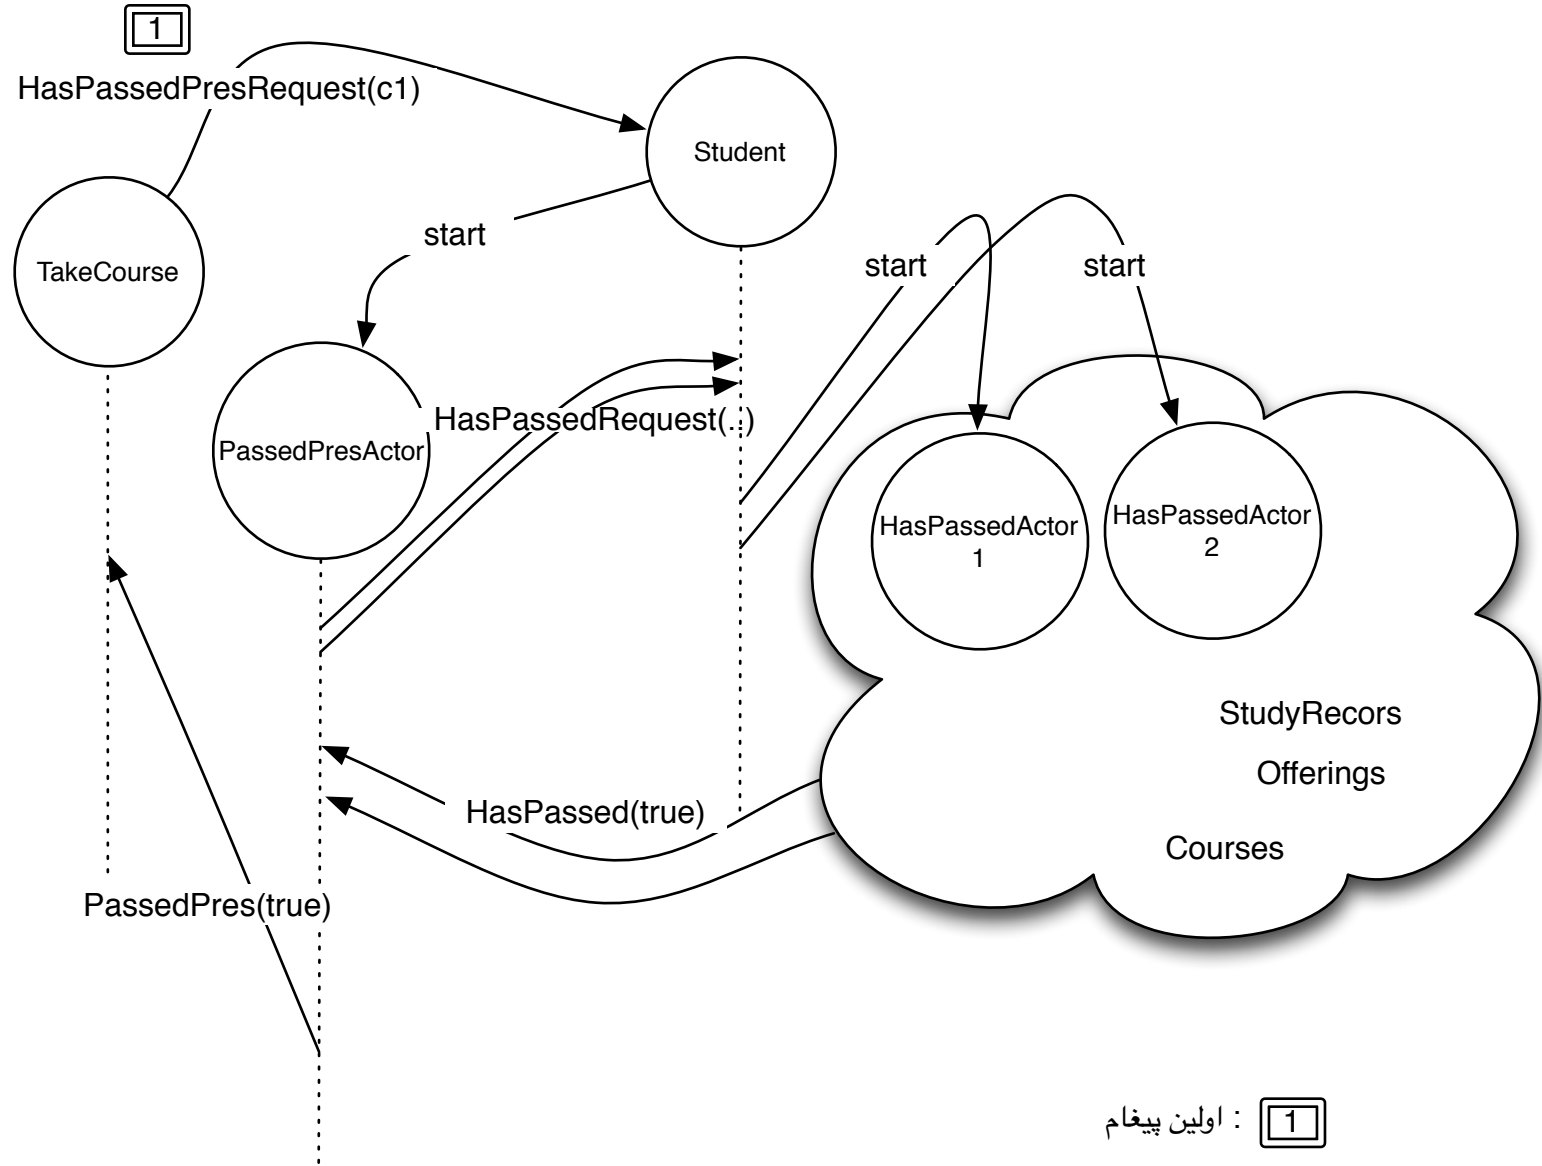 1
HasPassedPresRequest(c1)
Student
start
TakeCourse
start
start
HasPassedRequest(..)
PassedPresActor
HasPassedActor
1
HasPassedActor
2
StudyRecors
Offerings
HasPassed(true)
Courses
PassedPres(true)
1 : اولین پیغام